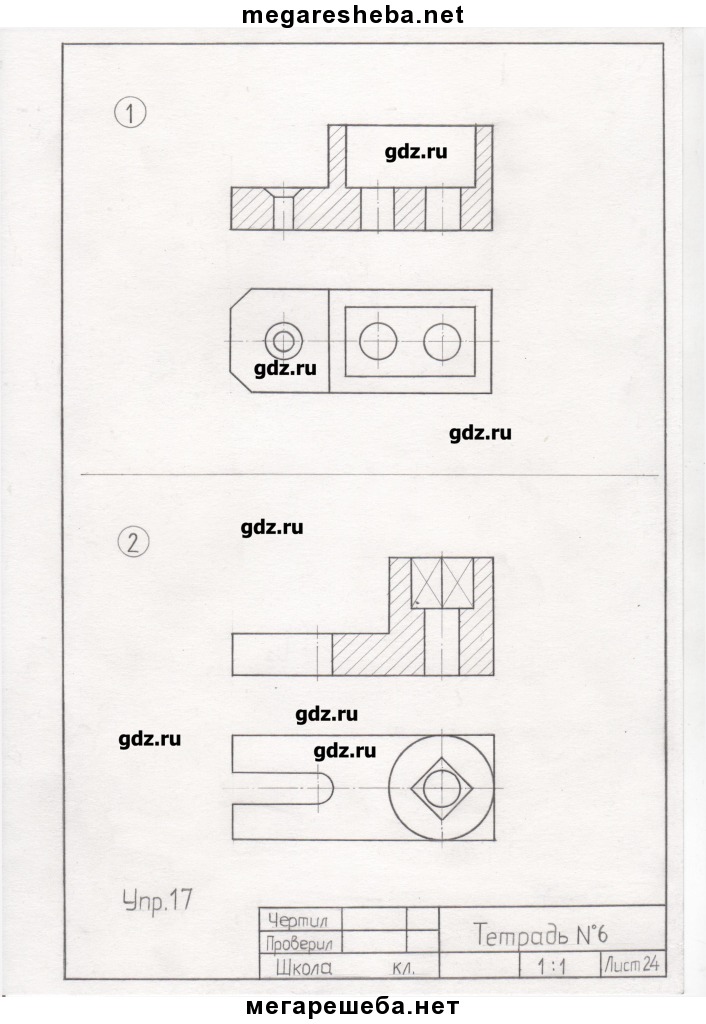 megaresheba.net
1
gdz.ru
gdz.ru
gdz.ru
2
gdz.ru
gdz.ru
gdz.ru
gdz.ru
Упр.17
Чертил
Проверил
Школа кл.
Тетрадь №6
1:1
Лист 24
мегарешеба.нет